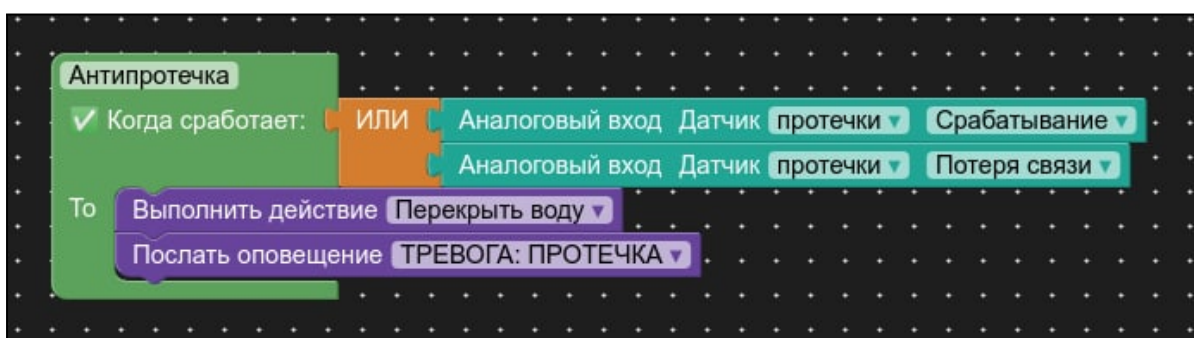 Антипротечка
Когда сработает: ИЛИ Аналоговый вход Датчик протечки Срабатывание
Аналоговый вход Датчик протечки Потеря связи
То Выполнить действие Перекрыть воду
Послать оповещение ТРЕВОГА: ПРОТЕЧКА